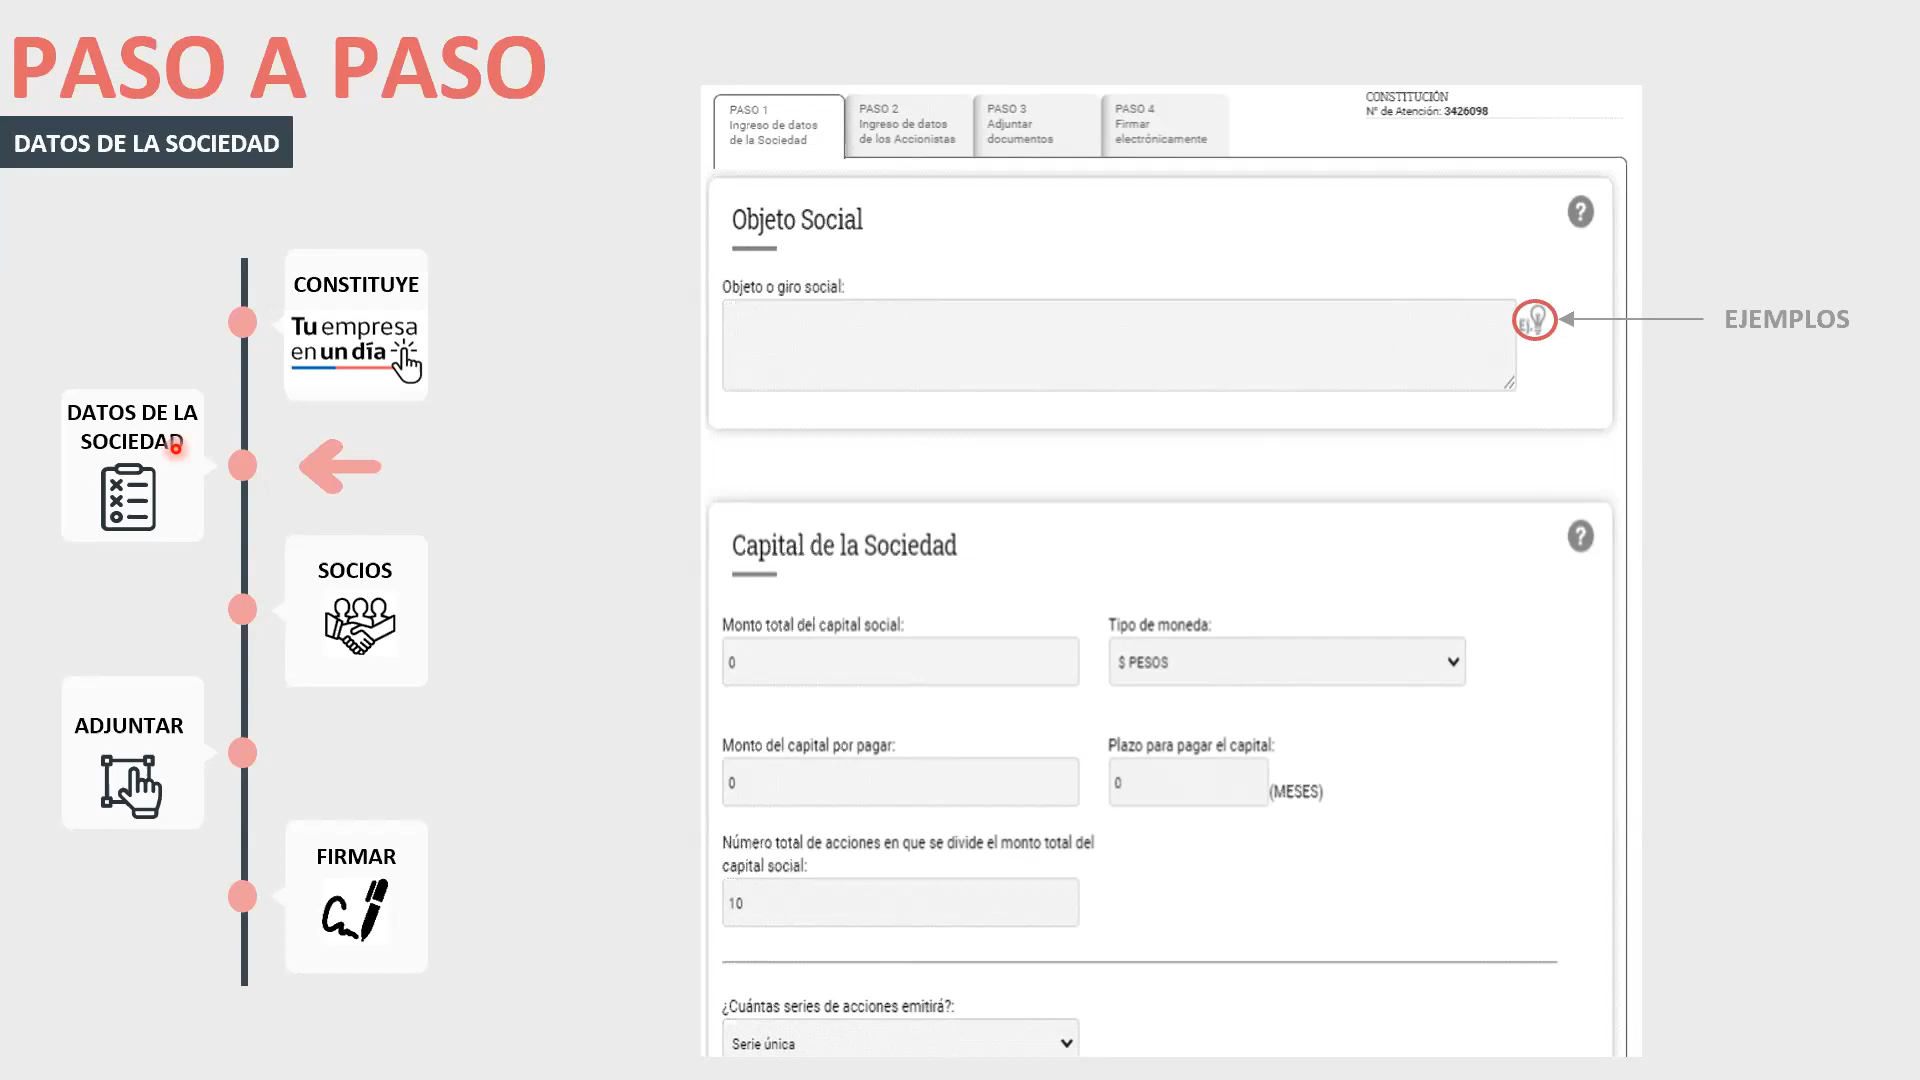 PASO A PASO
DATOS DE LA SOCIEDAD
CONSTITUYE
Tu empresa
en un día
DATOS DE LA
SOCIEDAD
SOCIOS
ADJUNTAR
FIRMAR
PASO 1
Ingreso de datos
de la Sociedad
PASO 2
Ingreso de datos
de los Accionistas
PASO 3
Adjuntar
documentos
PASO 4
Firmar
electrónicamente
CONSTITUCIÓN
N° de Atención: 3426098
Objeto Social
?
Objeto o giro social:
Ej.
EJEMPLOS
Capital de la Sociedad
?
Monto total del capital social:
0
Tipo de moneda:
$ PESOS
Monto del capital por pagar:
0
Plazo para pagar el capital:
0
(MESES)
Número total de acciones en que se divide el monto total del
capital social:
10
¿Cuántas series de acciones emitirá?:
Serie única